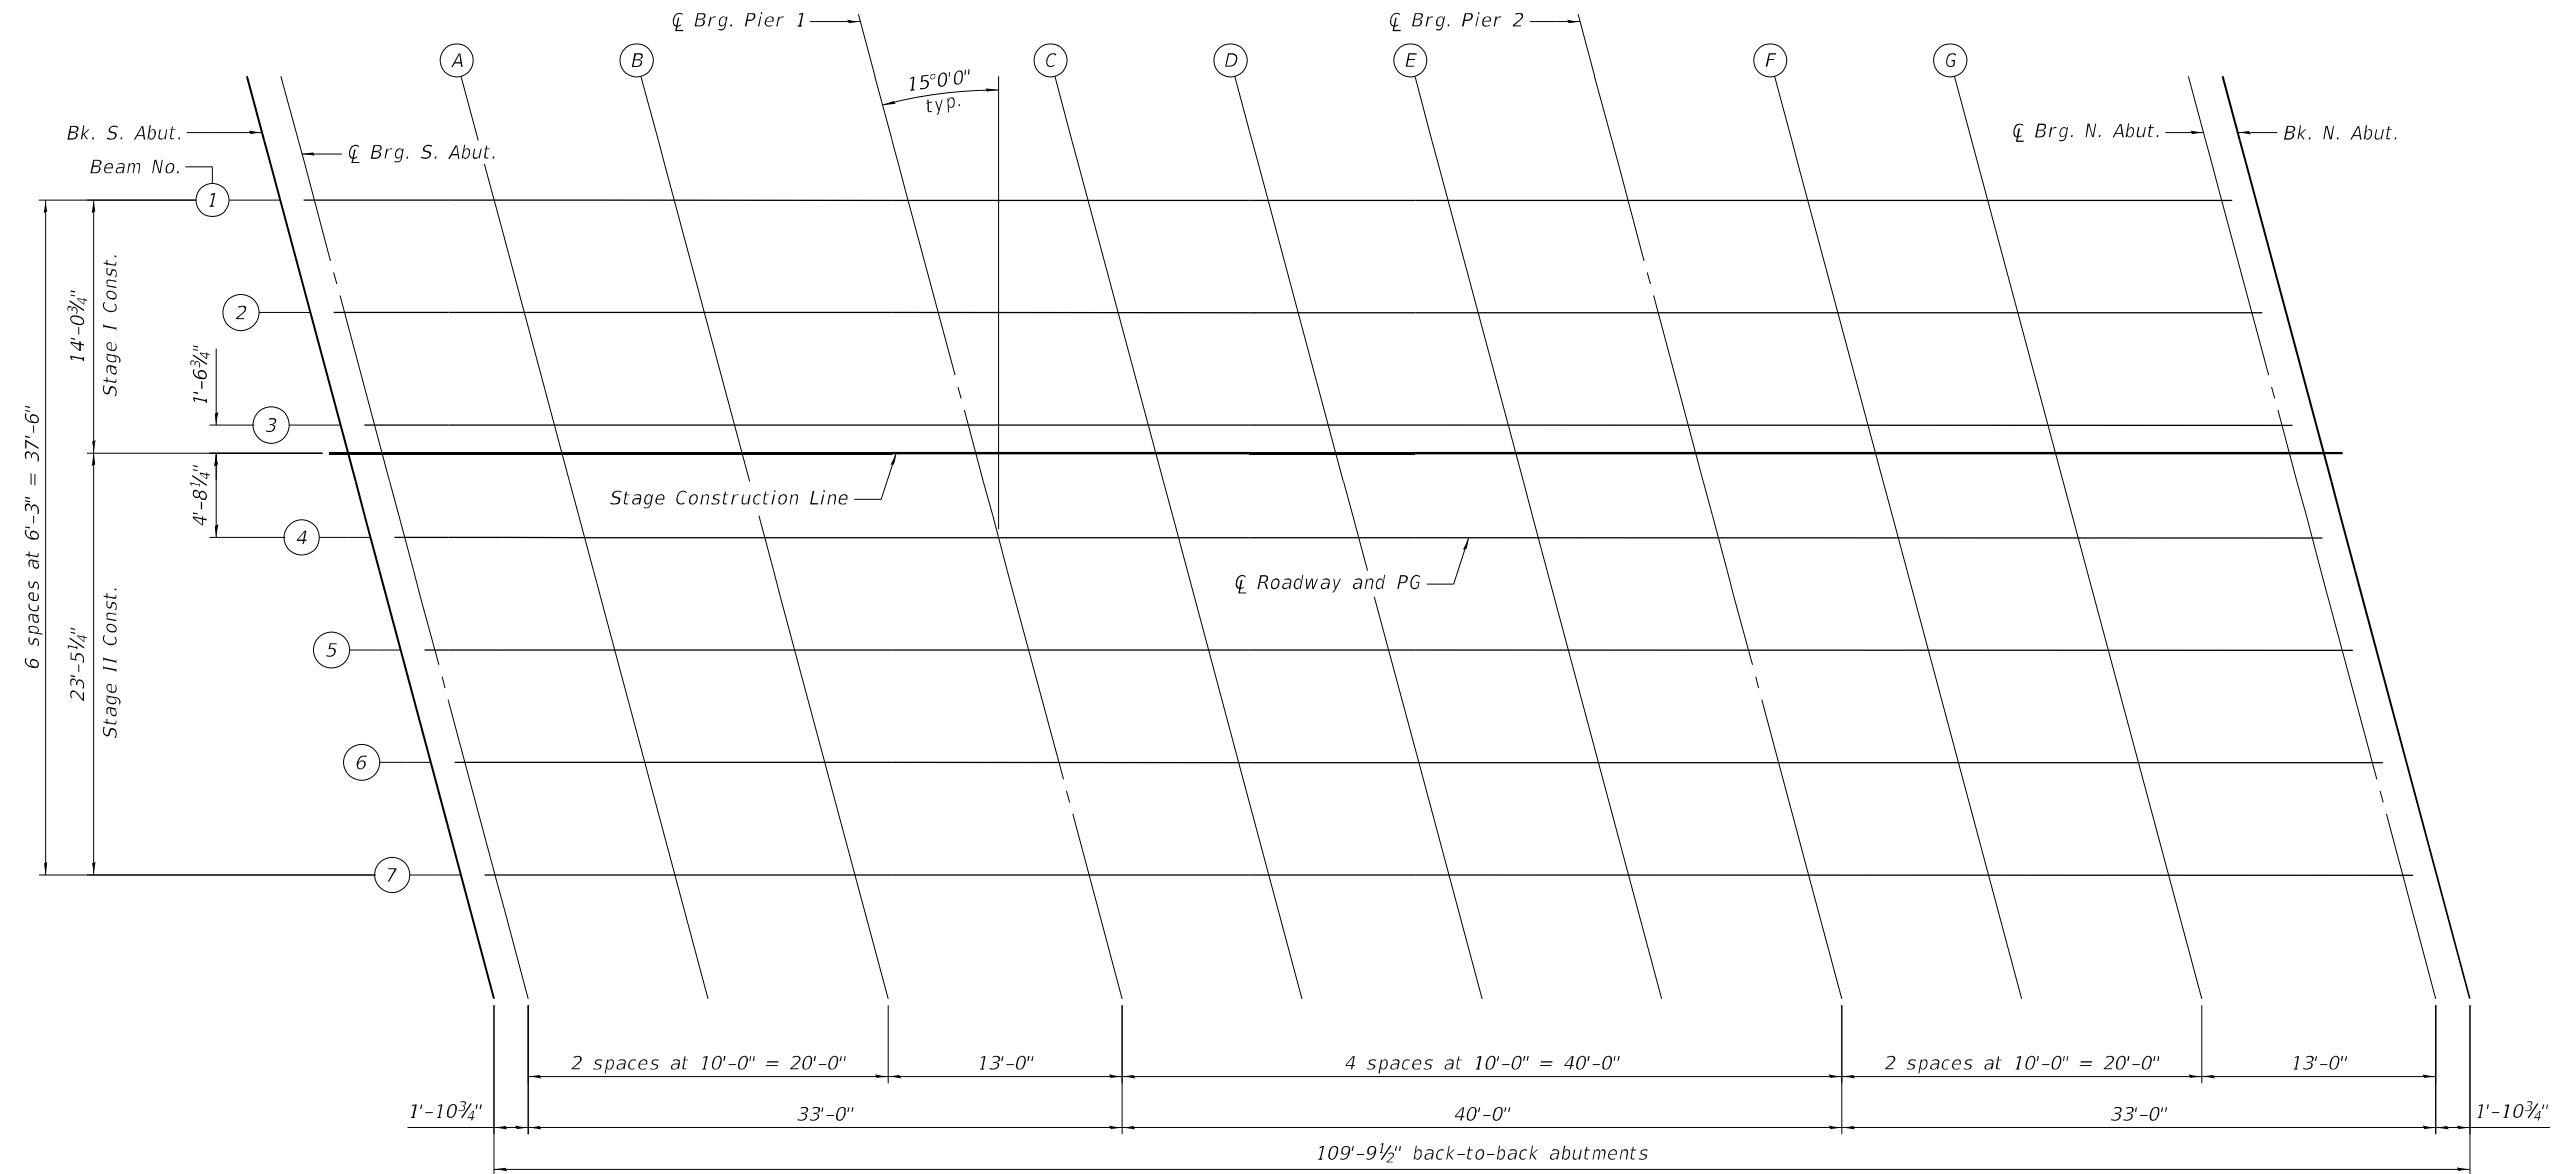 ℄ Brg. Pier 1
℄ Brg. Pier 2
A
B
C
D
E
F
G
15°0'0"
typ.
Bk. S. Abut.
℄ Brg. S. Abut.
℄ Brg. N. Abut.
Bk. N. Abut.
Beam No.
1
2
3
4
5
6
7
6 spaces at 6'-3" = 37'-6"
14'-0¾"
Stage I Const.
1'-6¾"
4'-8¼"
23'-5¼"
Stage II Const.
Stage Construction Line
℄ Roadway and PG
2 spaces at 10'-0" = 20'-0"
13'-0"
4 spaces at 10'-0" = 40'-0"
2 spaces at 10'-0" = 20'-0"
13'-0"
1'-10¾"
33'-0"
40'-0"
33'-0"
1'-10¾"
109'-9½" back-to-back abutments